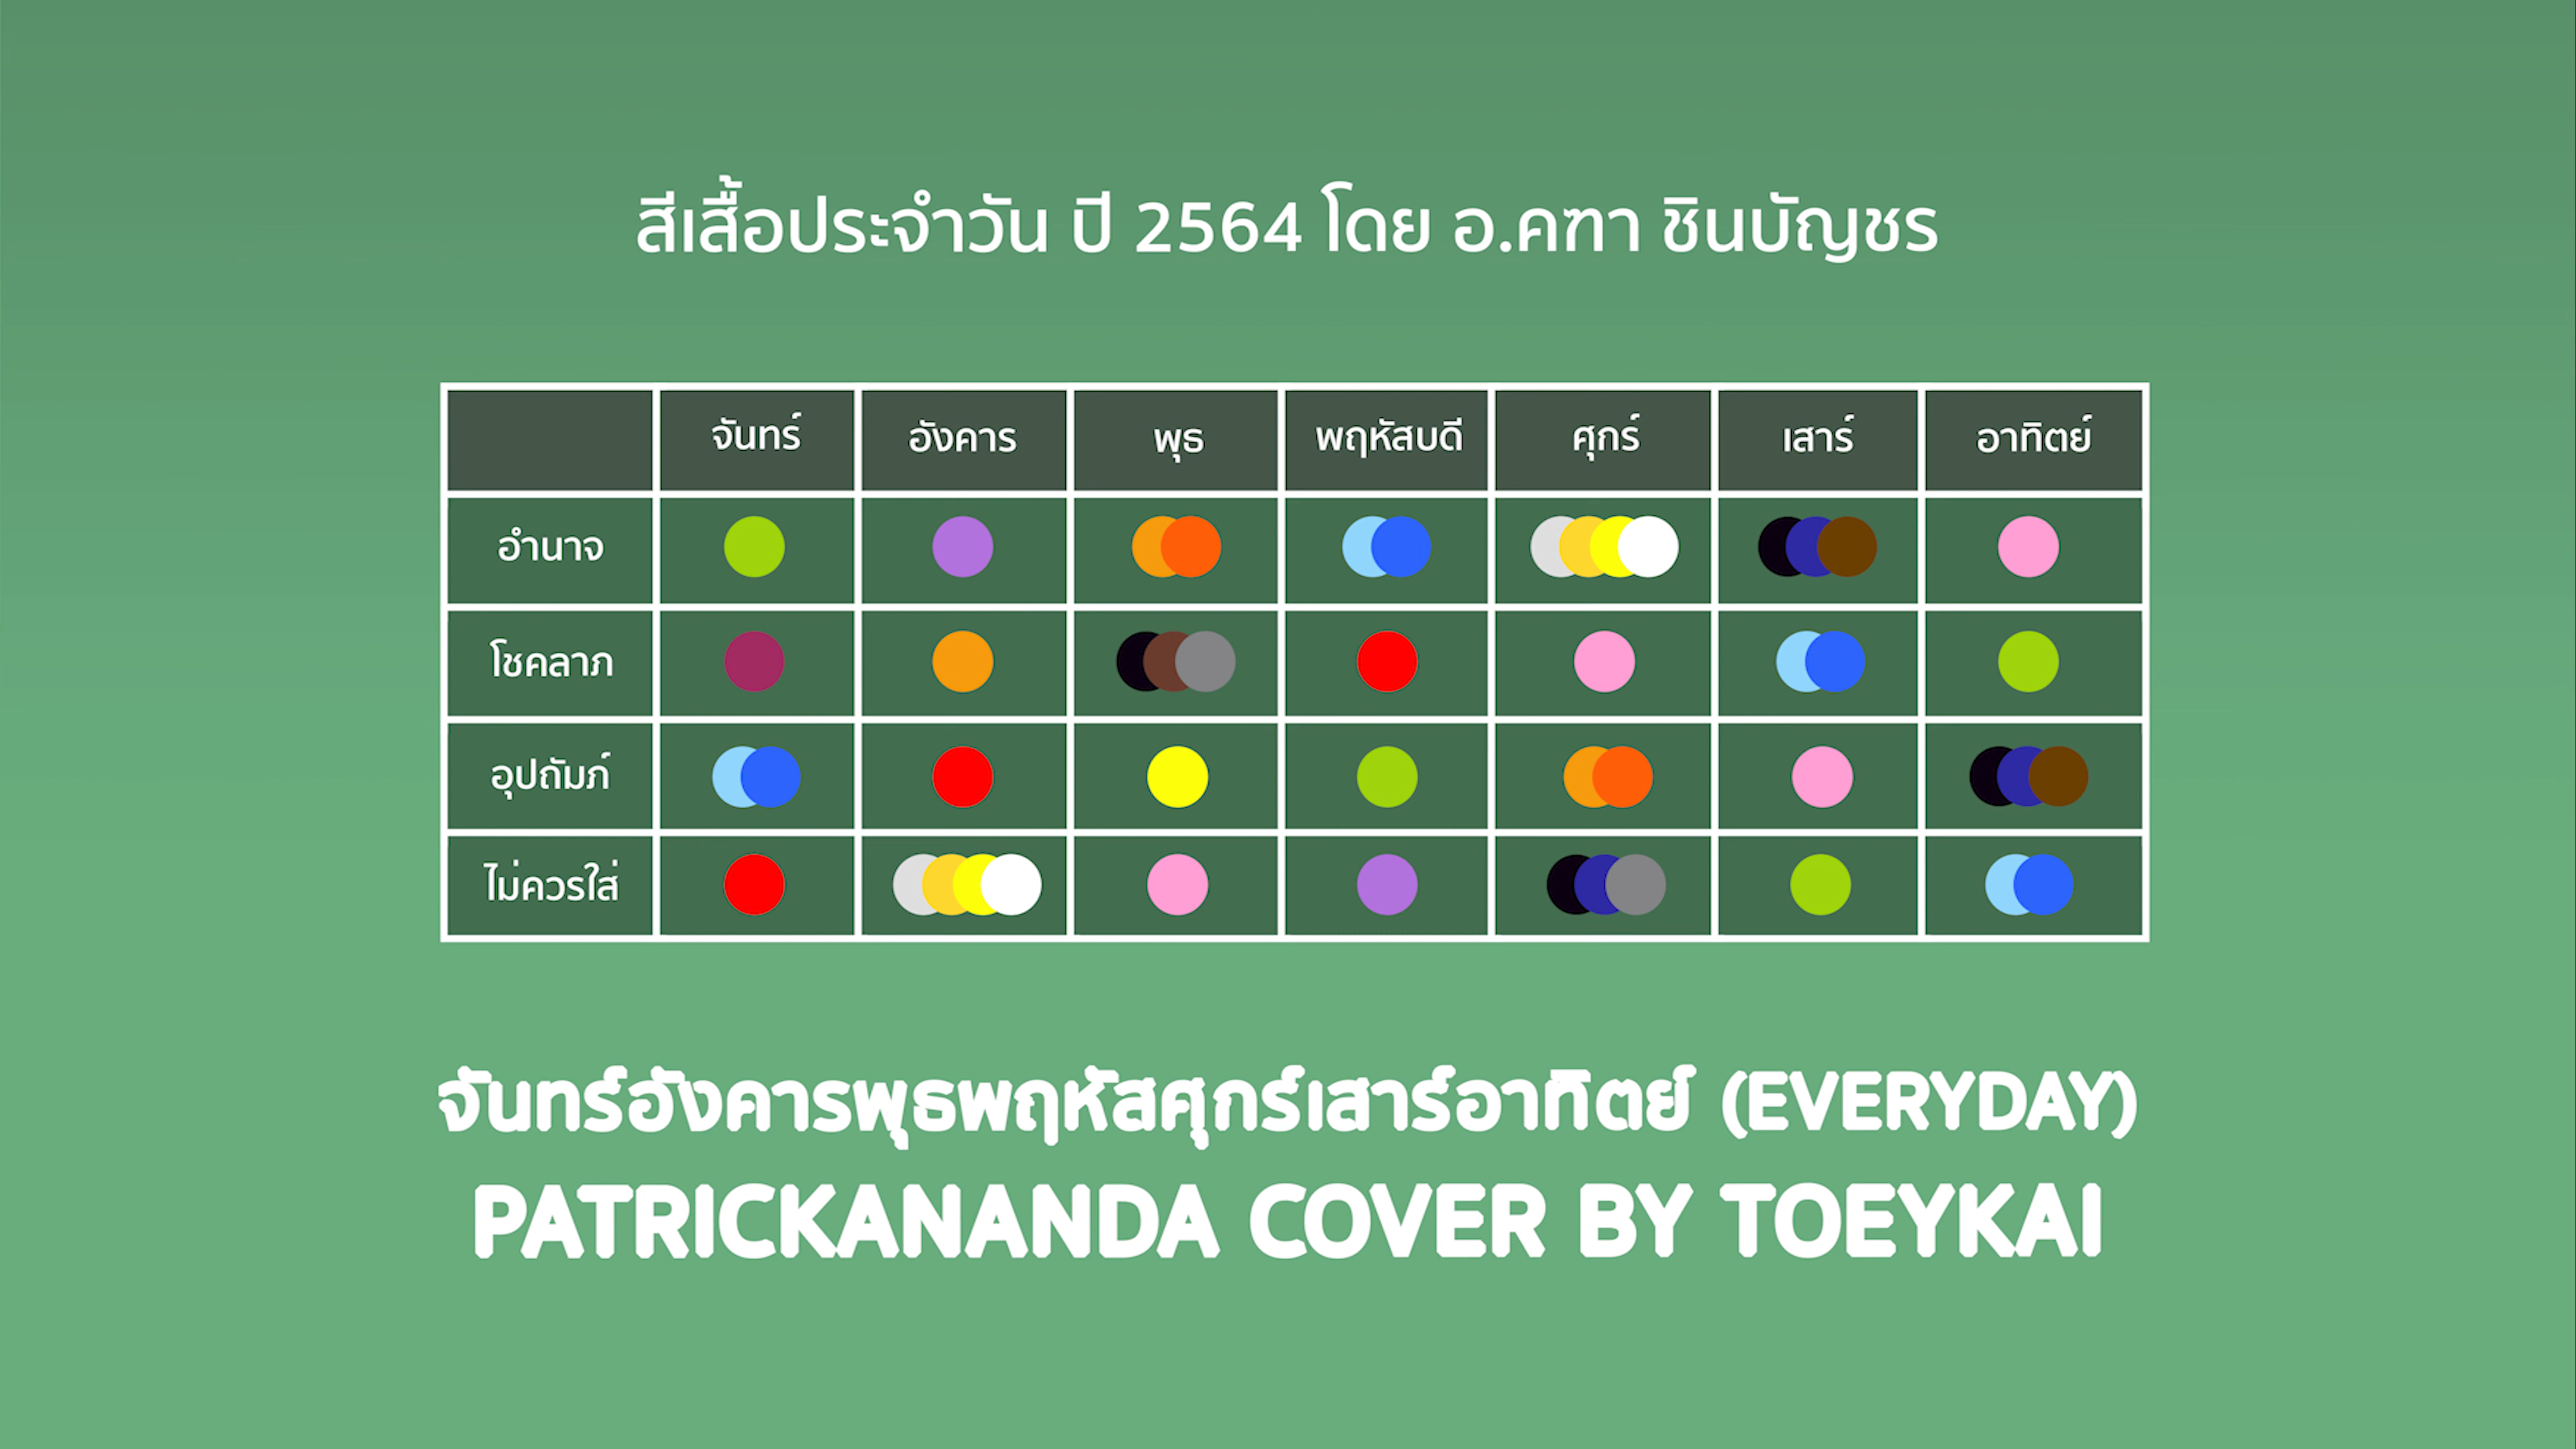 สีเสื้อประจำวัน ปี 2564 โดย อ.คฑา ชินบัญชร
จันทร์ อังคาร พุธ พฤหัสบดี ศุกร์ เสาร์ อาทิตย์
อำนาจ
โชคลาภ
อุปถัมภ์
ไม่ควรใส่
จันทร์อังคารพุธพฤหัสศุกร์เสาร์อาทิตย์ (EVERYDAY)
PATRICKANANDA COVER BY TOEYKAI